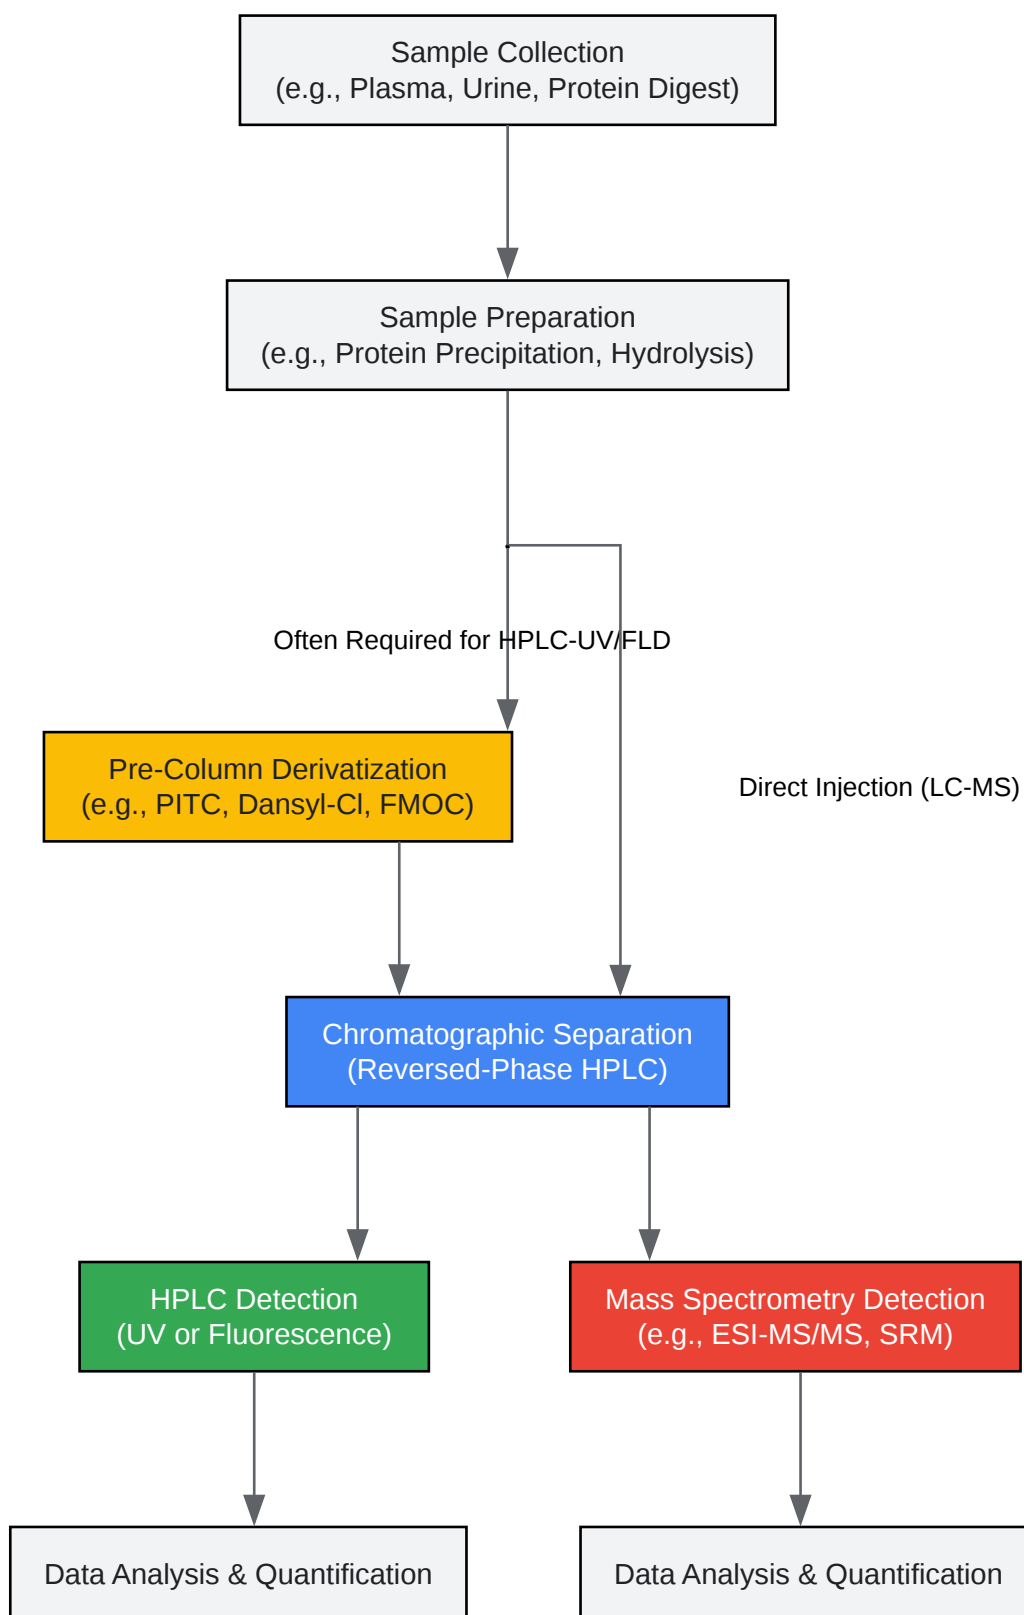 Sample Collection
(e.g., Plasma, Urine, Protein Digest)
Sample Preparation
(e.g., Protein Precipitation, Hydrolysis)
Often Required for HPLC-UV/FLD
Pre-Column Derivatization
(e.g., PITC, Dansyl-Cl, FMOC)
Direct Injection (LC-MS)
Chromatographic Separation
(Reversed-Phase HPLC)
HPLC Detection
(UV or Fluorescence)
Mass Spectrometry Detection
(e.g., ESI-MS/MS, SRM)
Data Analysis & Quantification
Data Analysis & Quantification